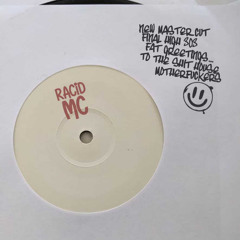 NEW MASTER CUT
FINAL HIGH 303
FAT GREETINGS...
TO THE SHIT HOUSE
MOTHERFUCKERS
RACID
MC